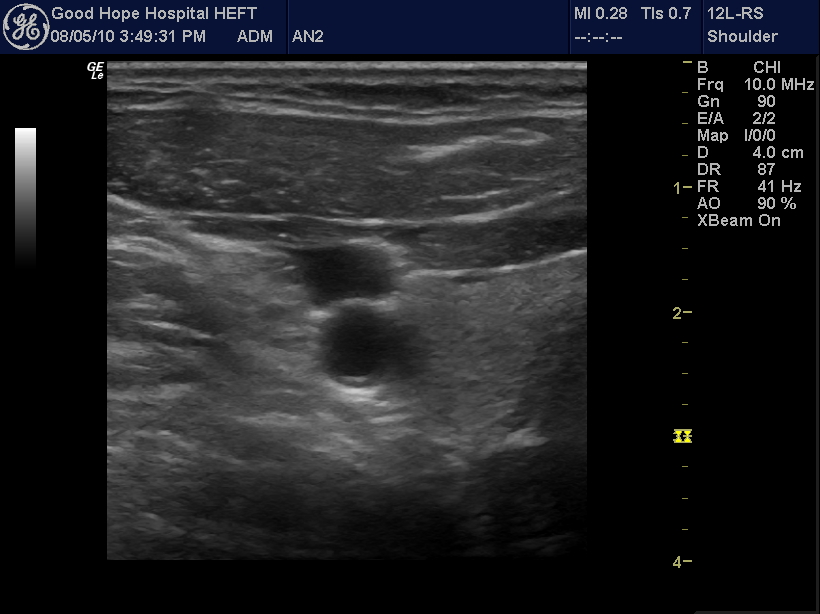 GE Good Hope Hospital HEFT
08/05/10 3:49:31 PM ADM AN2
MI 0.28 TIs 0.7
--:--:--
12L-RS
Shoulder
GE
Le
B CHI
Frq 10.0 MHz
Gn 90
E/A 2/2
Map I/0/0
D 4.0 cm
DR 87
FR 41 Hz
AO 90 %
XBeam On
1
2
4